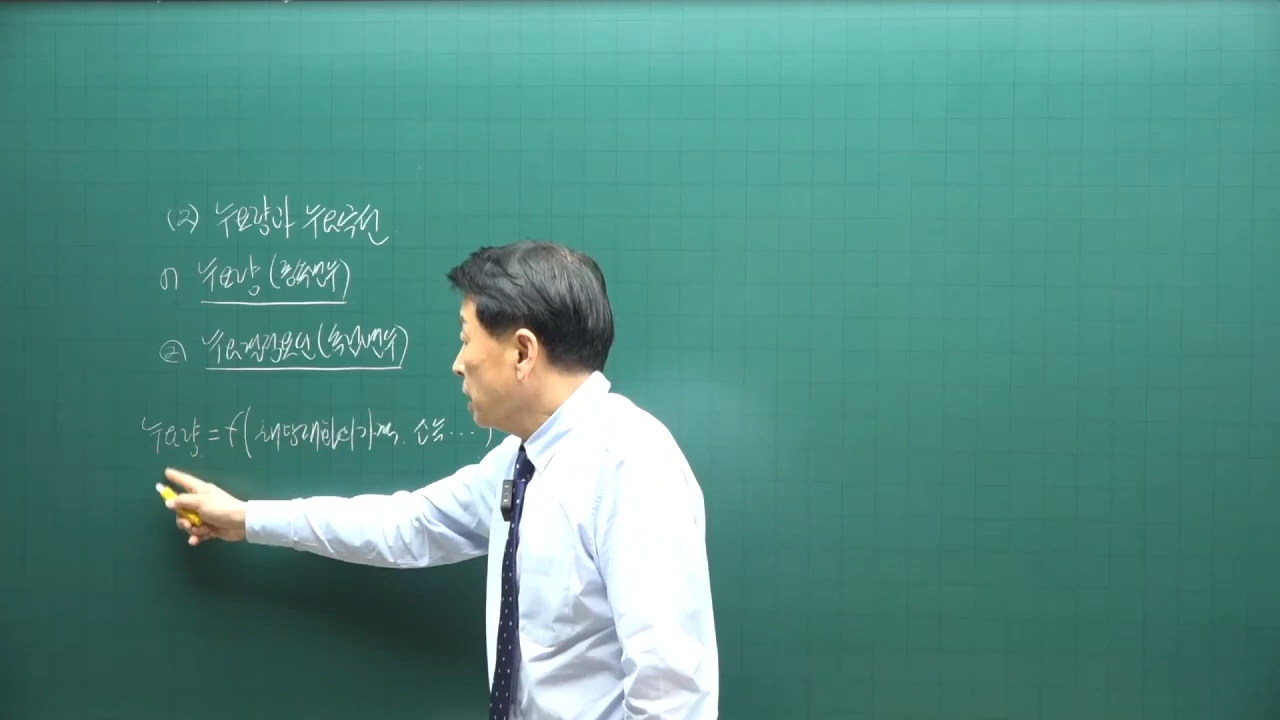 (2) 수요량과 수요곡선
① 수요량 (종속변수)
② 수요결정요인 (독립변수)
수요량 = f( 해당재화의 가격, 소득 ... )